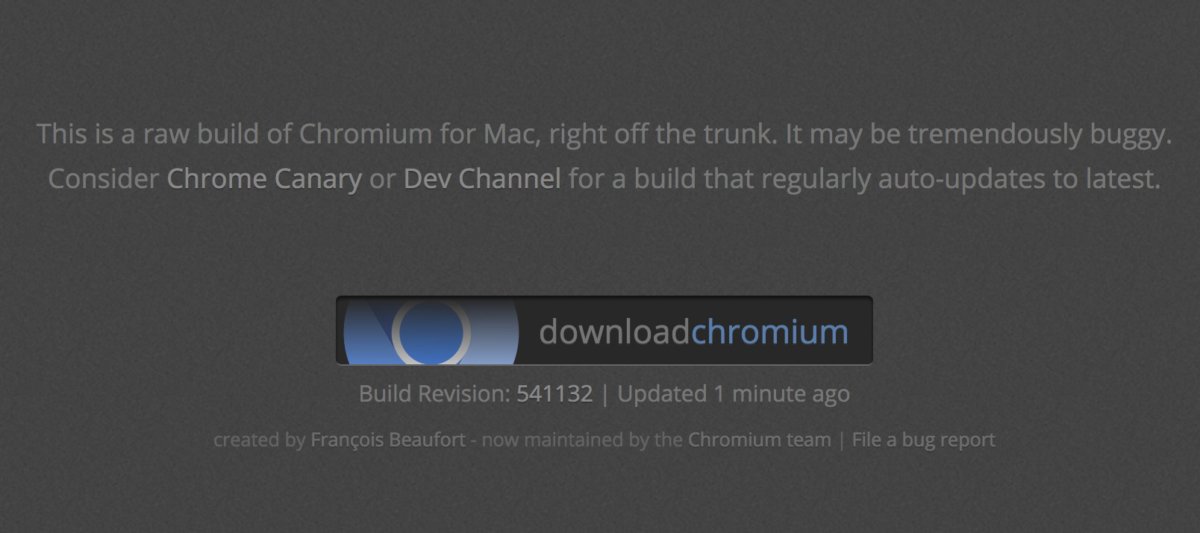 This is a raw build of Chromium for Mac, right off the trunk. It may be tremendously buggy.
Consider Chrome Canary or Dev Channel for a build that regularly auto-updates to latest.
downloadchromium
Build Revision: 541132 | Updated 1 minute ago
created by François Beaufort - now maintained by the Chromium team | File a bug report